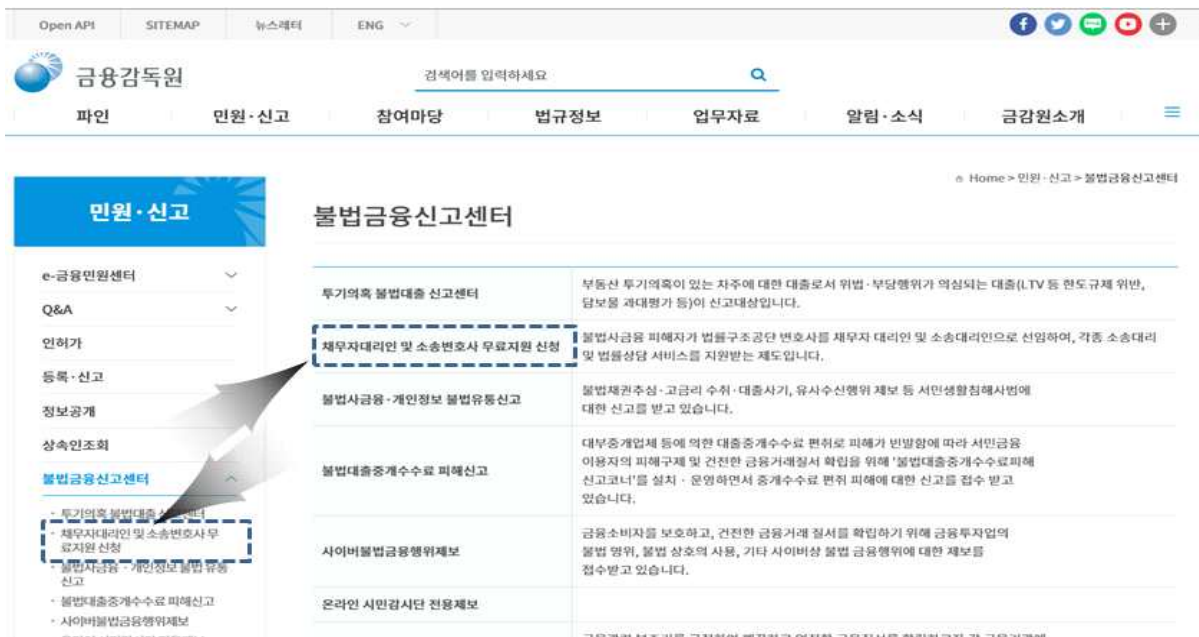 Open API SITEMAP 뉴스레터 ENG
금융감독원
검색어를 입력하세요
파인 민원·신고 참여마당 법규정보 업무자료 알림·소식 금감원소개
Home > 민원·신고 > 불법금융신고센터
민원·신고
e-금융민원센터
Q&A
인허가
등록·신고
정보공개
상속인조회
불법금융신고센터
· 투기의혹 불법대출 신고센터
· 채무자대리인 및 소송변호사 무
료지원 신청
· 불법사금융·개인정보 불법 유통
신고
· 불법대출중개수수료 피해신고
· 사이버불법금융행위제보
불법금융신고센터
투기의혹 불법대출 신고센터
부동산 투기의혹이 있는 차주에 대한 대출로서 위법·부당행위가 의심되는 대출(LTV 등 한도규제 위반,
담보물 과대평가 등)이 신고대상입니다.
채무자대리인 및 소송변호사 무료지원 신청
불법사금융 피해자가 법률구조공단 변호사를 채무자 대리인 및 소송대리인으로 선임하여, 각종 소송대리
및 법률상담 서비스를 지원받는 제도입니다.
불법사금융·개인정보 불법유통신고
불법채권추심·고금리 수취·대출사기, 유사수신행위 제보 등 서민생활침해사범에
대한 신고를 받고 있습니다.
불법대출중개수수료 피해신고
대부중개업체 등에 의한 대출중개수수료 편취로 피해가 빈발함에 따라 서민금융
이용자의 피해구제 및 건전한 금융거래질서 확립을 위해 '불법대출중개수수료피해
신고코너'를 설치 · 운영하면서 중개수수료 편취 피해에 대한 신고를 접수 받고
있습니다.
사이버불법금융행위제보
금융소비자를 보호하고, 건전한 금융거래 질서를 확립하기 위해 금융투자업의
불법 영위, 불법 상호의 사용, 기타 사이버상 불법 금융행위에 대한 제보를
접수받고 있습니다.
온라인 시민감시단 전용제보